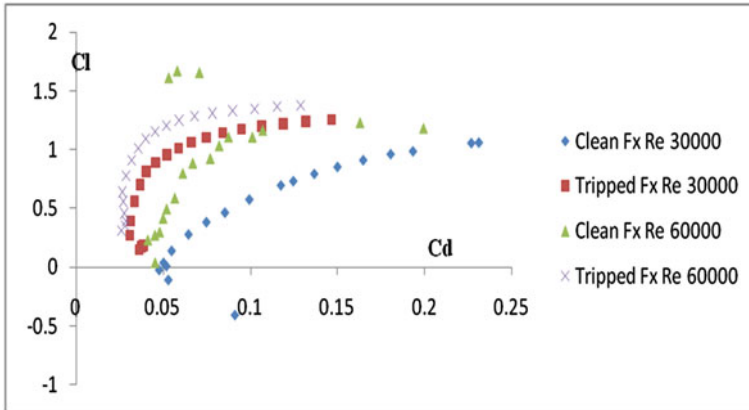 2
Cl
1.5
1
0.5
0
-0.5
-1
0
0.05
0.1
0.15
0.2
0.25
Cd
Clean Fx Re 30000
Tripped Fx Re 30000
Clean Fx Re 60000
Tripped Fx Re 60000